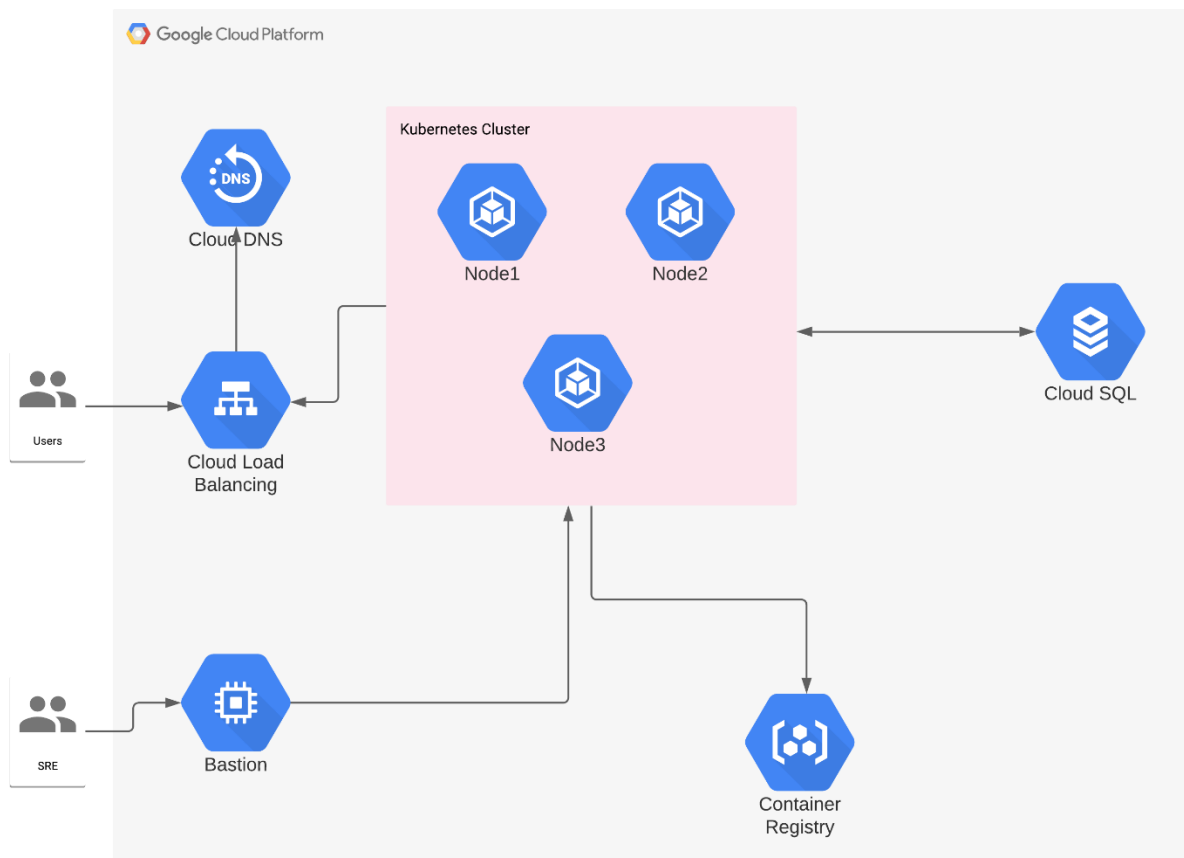 Google Cloud Platform
Kubernetes Cluster
DNS
Cloud DNS
Node1
Node2
Node3
Cloud SQL
Users
Cloud Load
Balancing
SRE
Bastion
Container
Registry